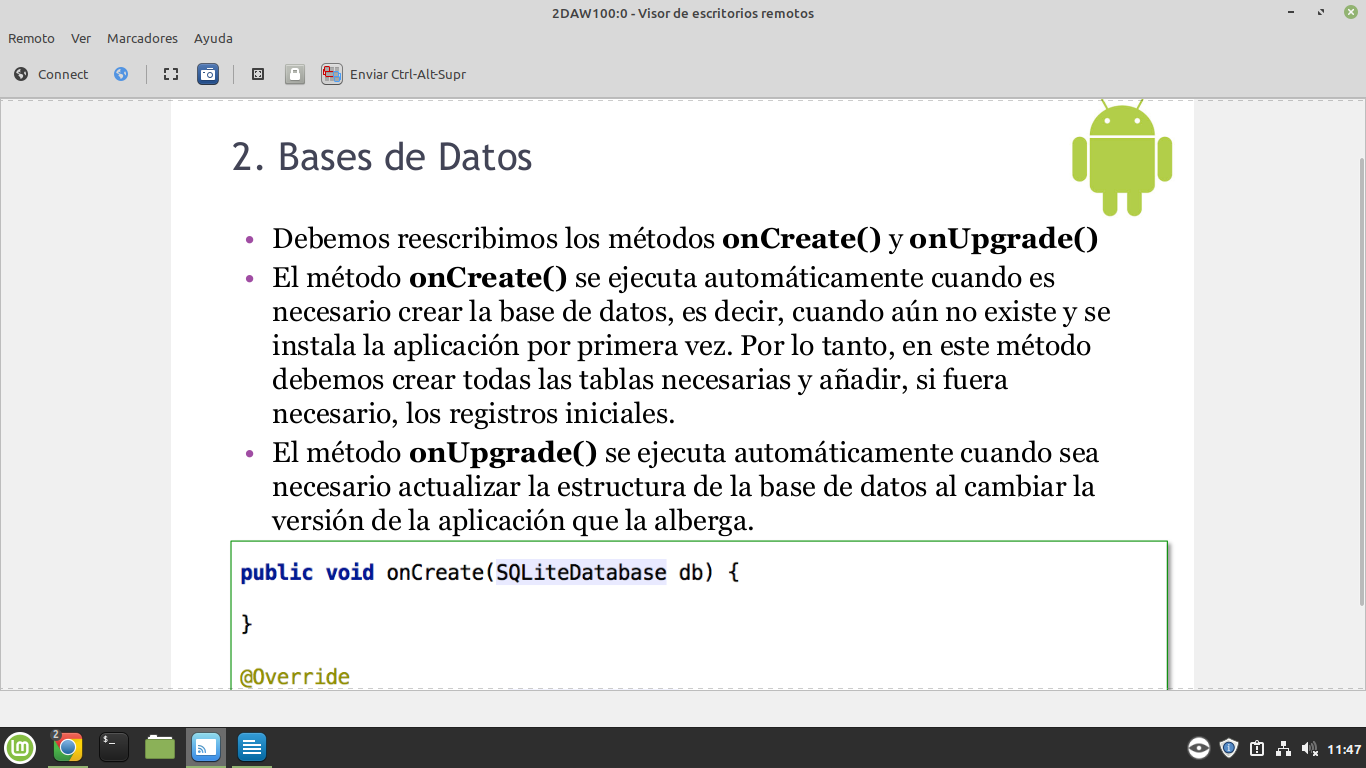 2DAW100:0 - Visor de escritorios remotos
Remoto Ver Marcadores Ayuda
Connect Enviar Ctrl-Alt-Supr
2. Bases de Datos
• Debemos reescribimos los métodos onCreate() y onUpgrade()
• El método onCreate() se ejecuta automáticamente cuando es
necesario crear la base de datos, es decir, cuando aún no existe y se
instala la aplicación por primera vez. Por lo tanto, en este método
debemos crear todas las tablas necesarias y añadir, si fuera
necesario, los registros iniciales.
• El método onUpgrade() se ejecuta automáticamente cuando sea
necesario actualizar la estructura de la base de datos al cambiar la
versión de la aplicación que la alberga.
public void onCreate(SQLiteDatabase db) {
}
@Override
2
$_
11:47